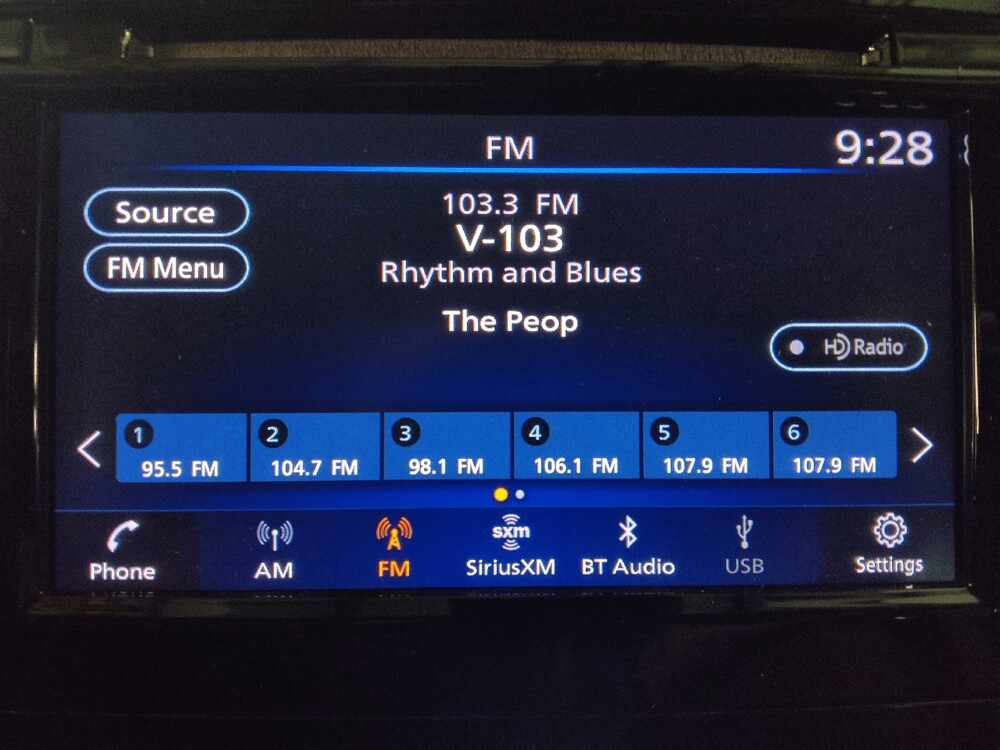 FM 9:28
Source
FM Menu
103.3 FM
V-103
Rhythm and Blues
The Peop
HD Radio
1 2 3 4 5 6
95.5 FM 104.7 FM 98.1 FM 106.1 FM 107.9 FM 107.9 FM
sxm
Phone AM FM SiriusXM BT Audio USB Settings